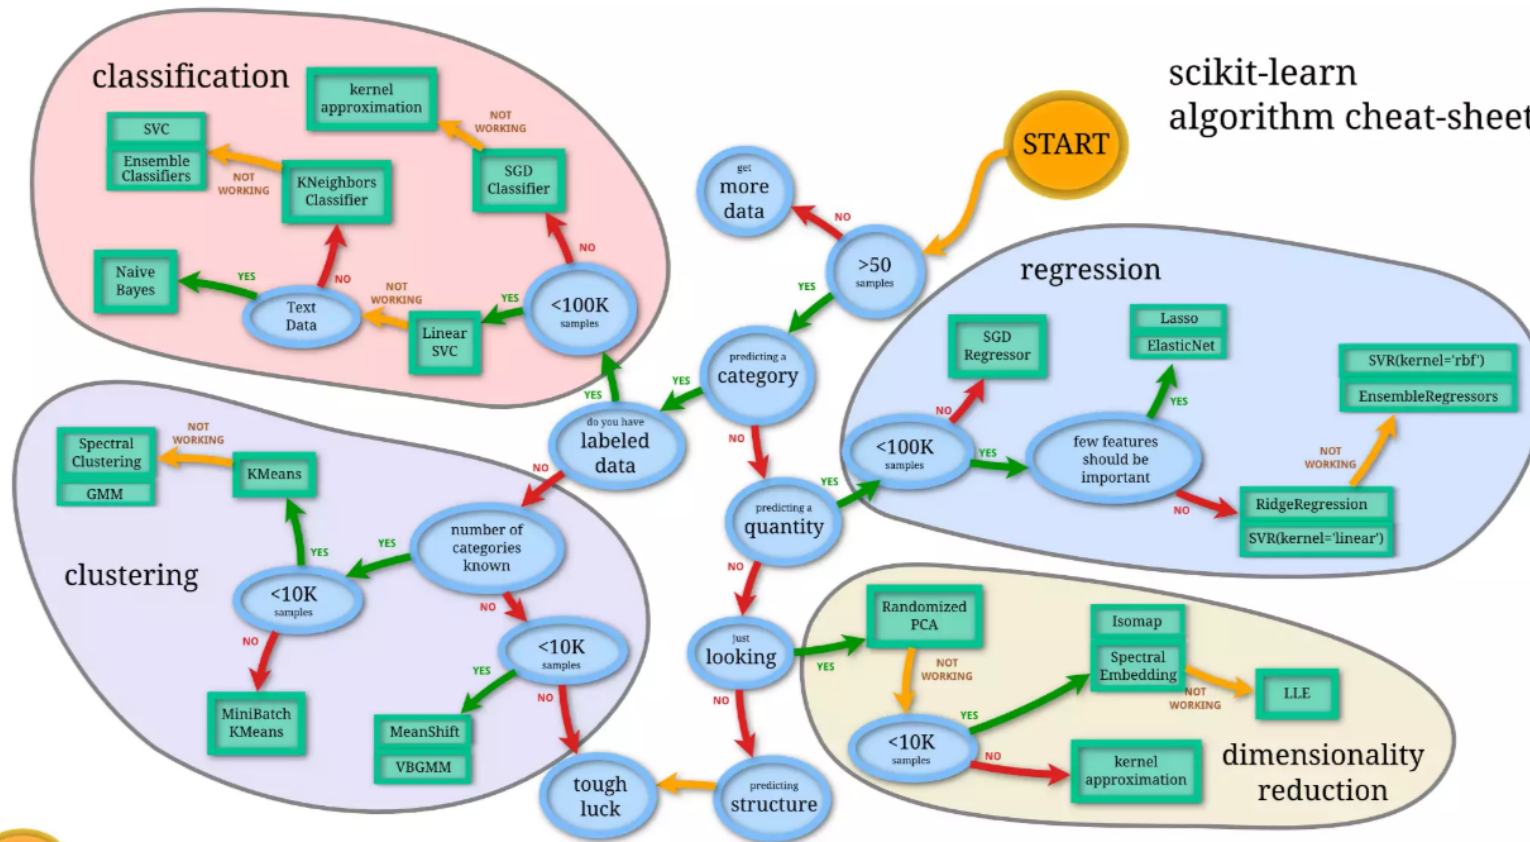 scikit-learn
algorithm cheat-sheet
START
classification
kernel
approximation
NOT
WORKING
SVC
Ensemble
Classifiers
NOT
WORKING
KNeighbors
Classifier
SGD
Classifier
NO
Naive
Bayes
YES
Text
Data
NO
NOT
WORKING
Linear
SVC
YES
<100K
samples
get
more
data
NO
>50
samples
YES
predicting a
category
YES
NO
YES
do you have
labeled
data
NO
predicting a
quantity
YES
NO
just
looking
YES
NO
predicting
structure
tough
luck
regression
SGD
Regressor
NO
<100K
samples
YES
Lasso
ElasticNet
YES
few features
should be
important
NO
SVR(kernel='rbf')
EnsembleRegressors
NOT
WORKING
RidgeRegression
SVR(kernel='linear')
clustering
Spectral
Clustering
GMM
NOT
WORKING
KMeans
YES
number of
categories
known
YES
NO
<10K
samples
NO
MiniBatch
KMeans
<10K
samples
YES
NO
MeanShift
VBGMM
dimensionality
reduction
Randomized
PCA
NOT
WORKING
<10K
samples
YES
NO
Isomap
Spectral
Embedding
NOT
WORKING
LLE
kernel
approximation